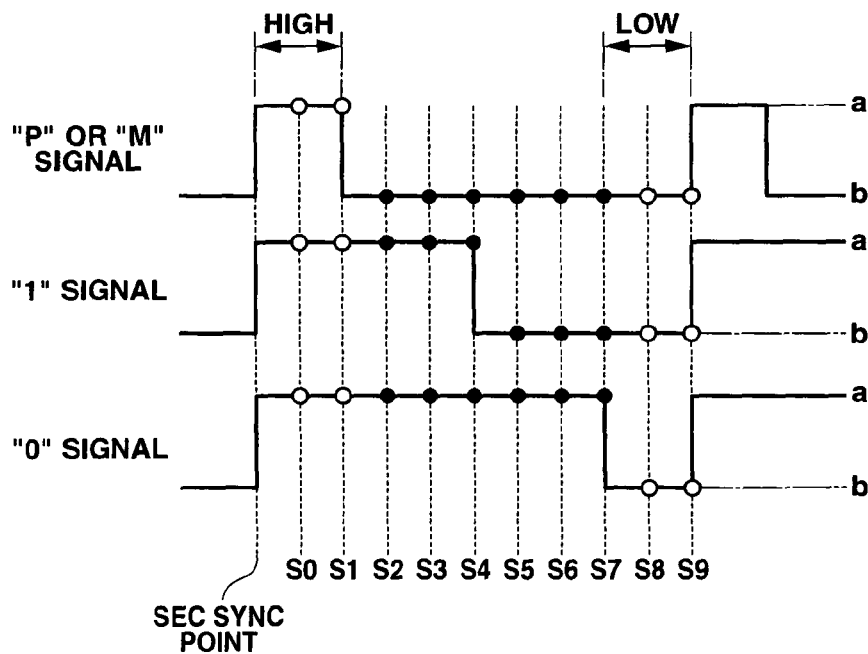 HIGH
LOW
"P" OR "M"
SIGNAL
a
b
"1" SIGNAL
a
b
"0" SIGNAL
a
b
S0 S1 S2 S3 S4 S5 S6 S7 S8 S9
SEC SYNC
POINT